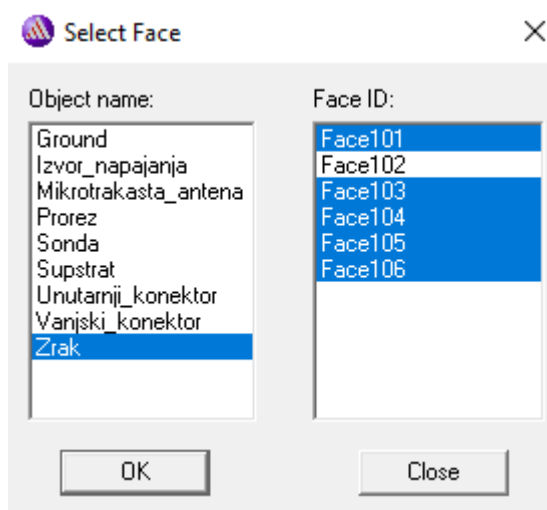 Select Face
Object name:
Ground
Izvor_napajanja
Mikrotrakasta_antena
Prorez
Sonda
Supstrat
Unutarnji_konektor
Vanjski_konektor
Zrak
Face ID:
Face101
Face102
Face103
Face104
Face105
Face106
OK
Close